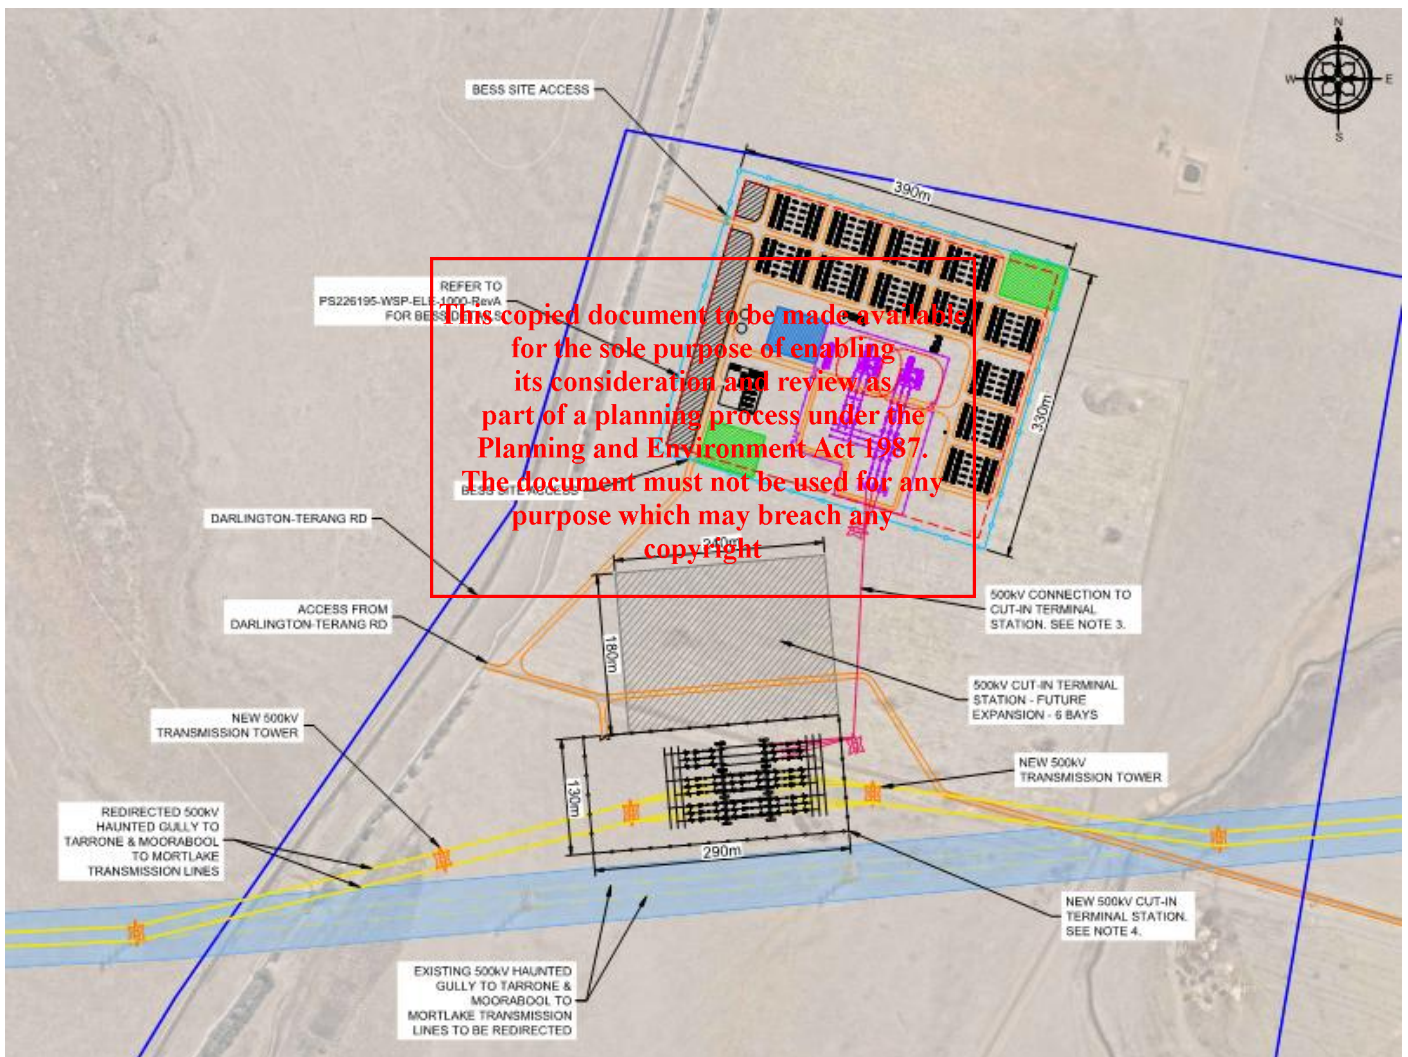 N
W
E
S
BESS SITE ACCESS
390m
REFER TO
PS226195-WSP-ELE-1000-RevA
FOR BESS DETAILS
This copied document to be made available
for the sole purpose of enabling
its consideration and review as
part of a planning process under the
Planning and Environment Act 1987.
The document must not be used for any
purpose which may breach any
copyright
330m
BESS SITE ACCESS
DARLINGTON-TERANG RD
240m
500kV CONNECTION TO
CUT-IN TERMINAL
STATION. SEE NOTE 3.
ACCESS FROM
DARLINGTON-TERANG RD
180m
500kV CUT-IN TERMINAL
STATION - FUTURE
EXPANSION - 6 BAYS
NEW 500kV
TRANSMISSION TOWER
NEW 500kV
TRANSMISSION TOWER
130m
REDIRECTED 500kV
HAUNTED GULLY TO
TARRONE & MOORABOOL
TO MORTLAKE
TRANSMISSION LINES
290m
NEW 500kV CUT-IN
TERMINAL STATION.
SEE NOTE 4.
EXISTING 500kV HAUNTED
GULLY TO TARRONE &
MOORABOOL TO
MORTLAKE TRANSMISSION
LINES TO BE REDIRECTED